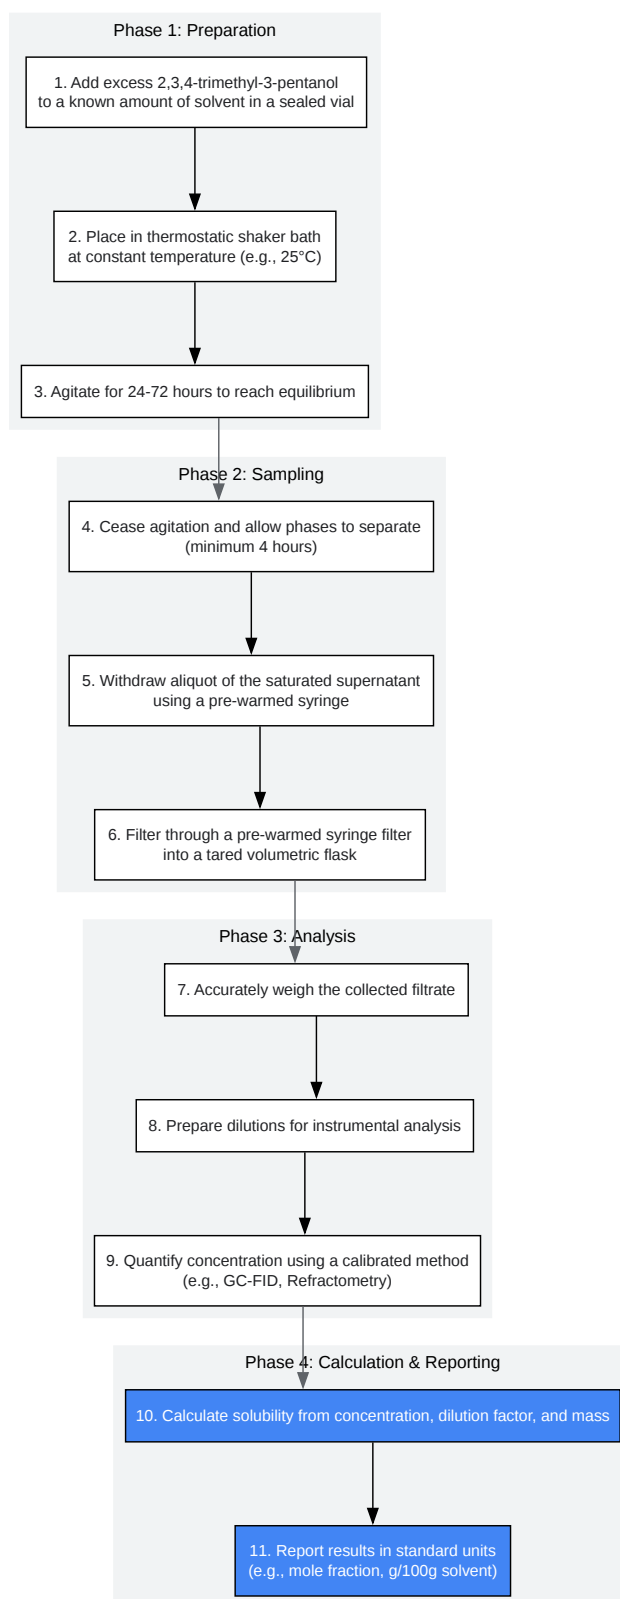 Phase 1: Preparation
1. Add excess 2,3,4-trimethyl-3-pentanol
to a known amount of solvent in a sealed vial
2. Place in thermostatic shaker bath
at constant temperature (e.g., 25°C)
3. Agitate for 24-72 hours to reach equilibrium
Phase 2: Sampling
4. Cease agitation and allow phases to separate
(minimum 4 hours)
5. Withdraw aliquot of the saturated supernatant
using a pre-warmed syringe
6. Filter through a pre-warmed syringe filter
into a tared volumetric flask
Phase 3: Analysis
7. Accurately weigh the collected filtrate
8. Prepare dilutions for instrumental analysis
9. Quantify concentration using a calibrated method
(e.g., GC-FID, Refractometry)
Phase 4: Calculation & Reporting
10. Calculate solubility from concentration, dilution factor, and mass
11. Report results in standard units
(e.g., mole fraction, g/100g solvent)